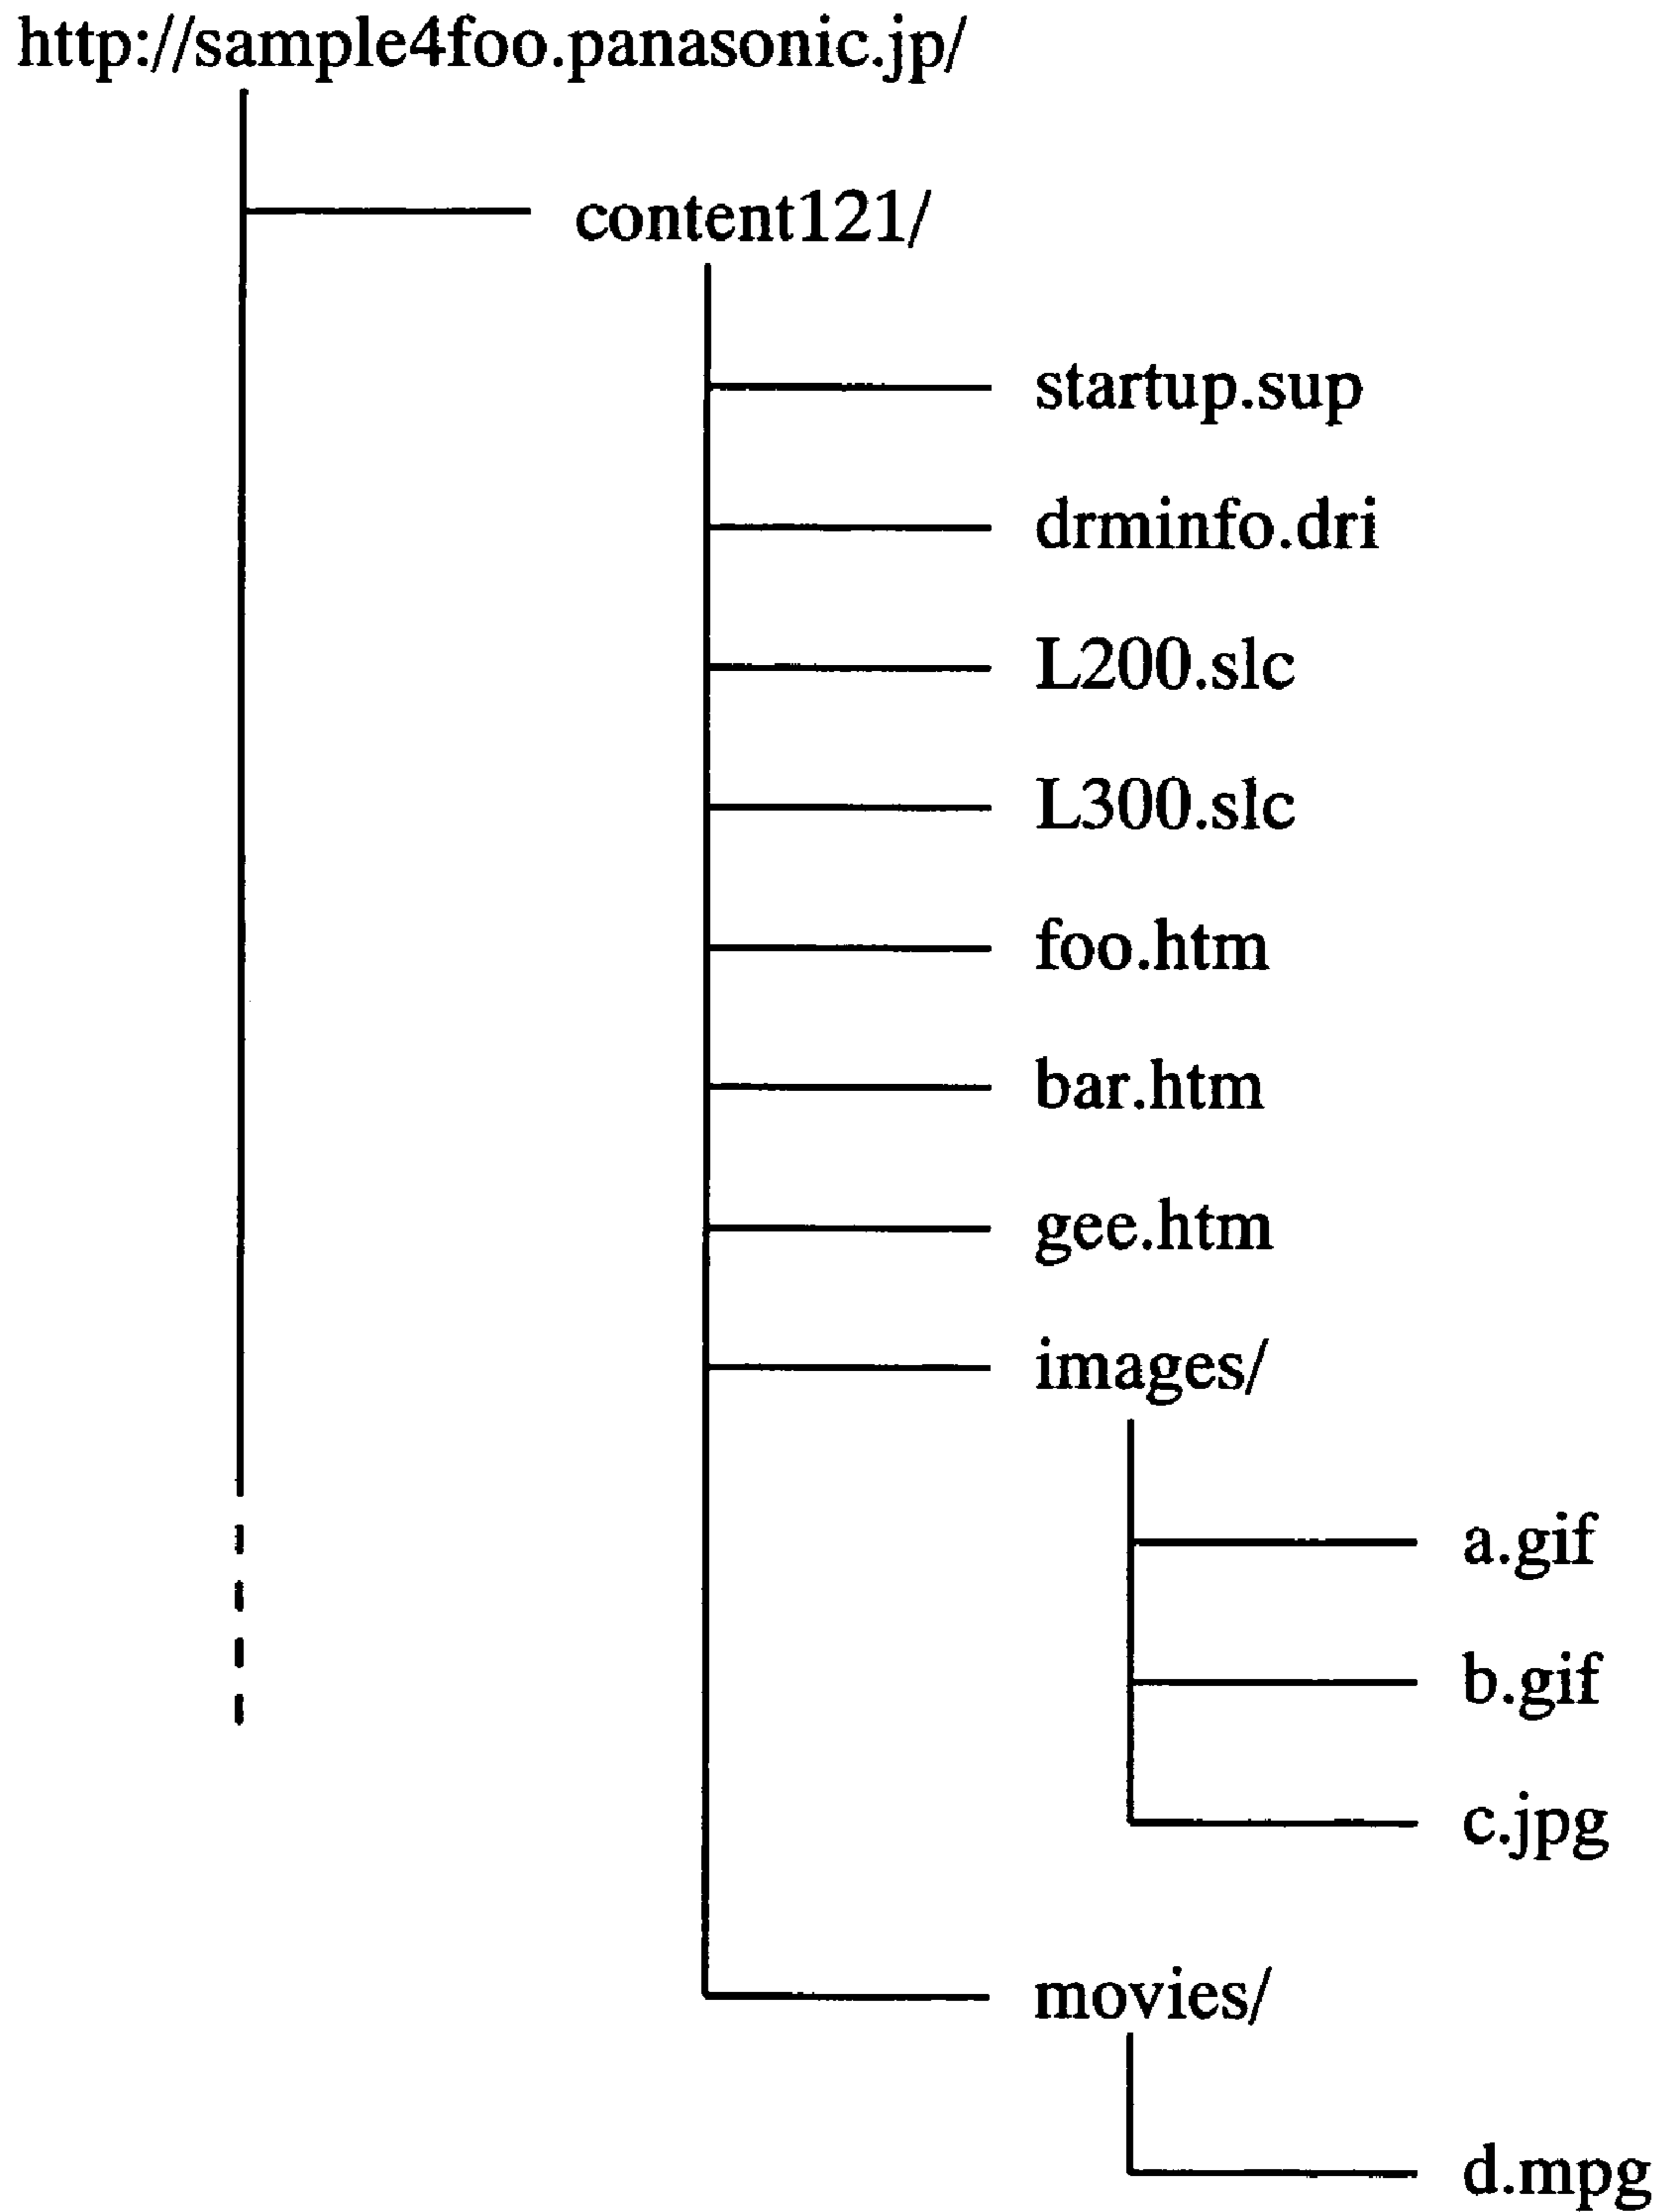 http://sample4foo.panasonic.jp/
content121/
startup.sup
drminfo.dri
L200.slc
L300.slc
foo.htm
bar.htm
gee.htm
images/
a.gif
b.gif
c.jpg
movies/
d.mpg